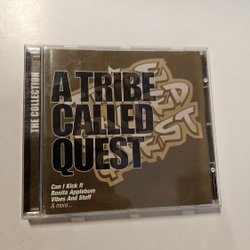 THE COLLECTION
A TRIBE
CALLED
QUEST
Can I Kick It
Bonita Applebum
Vibes And Stuff
& more...